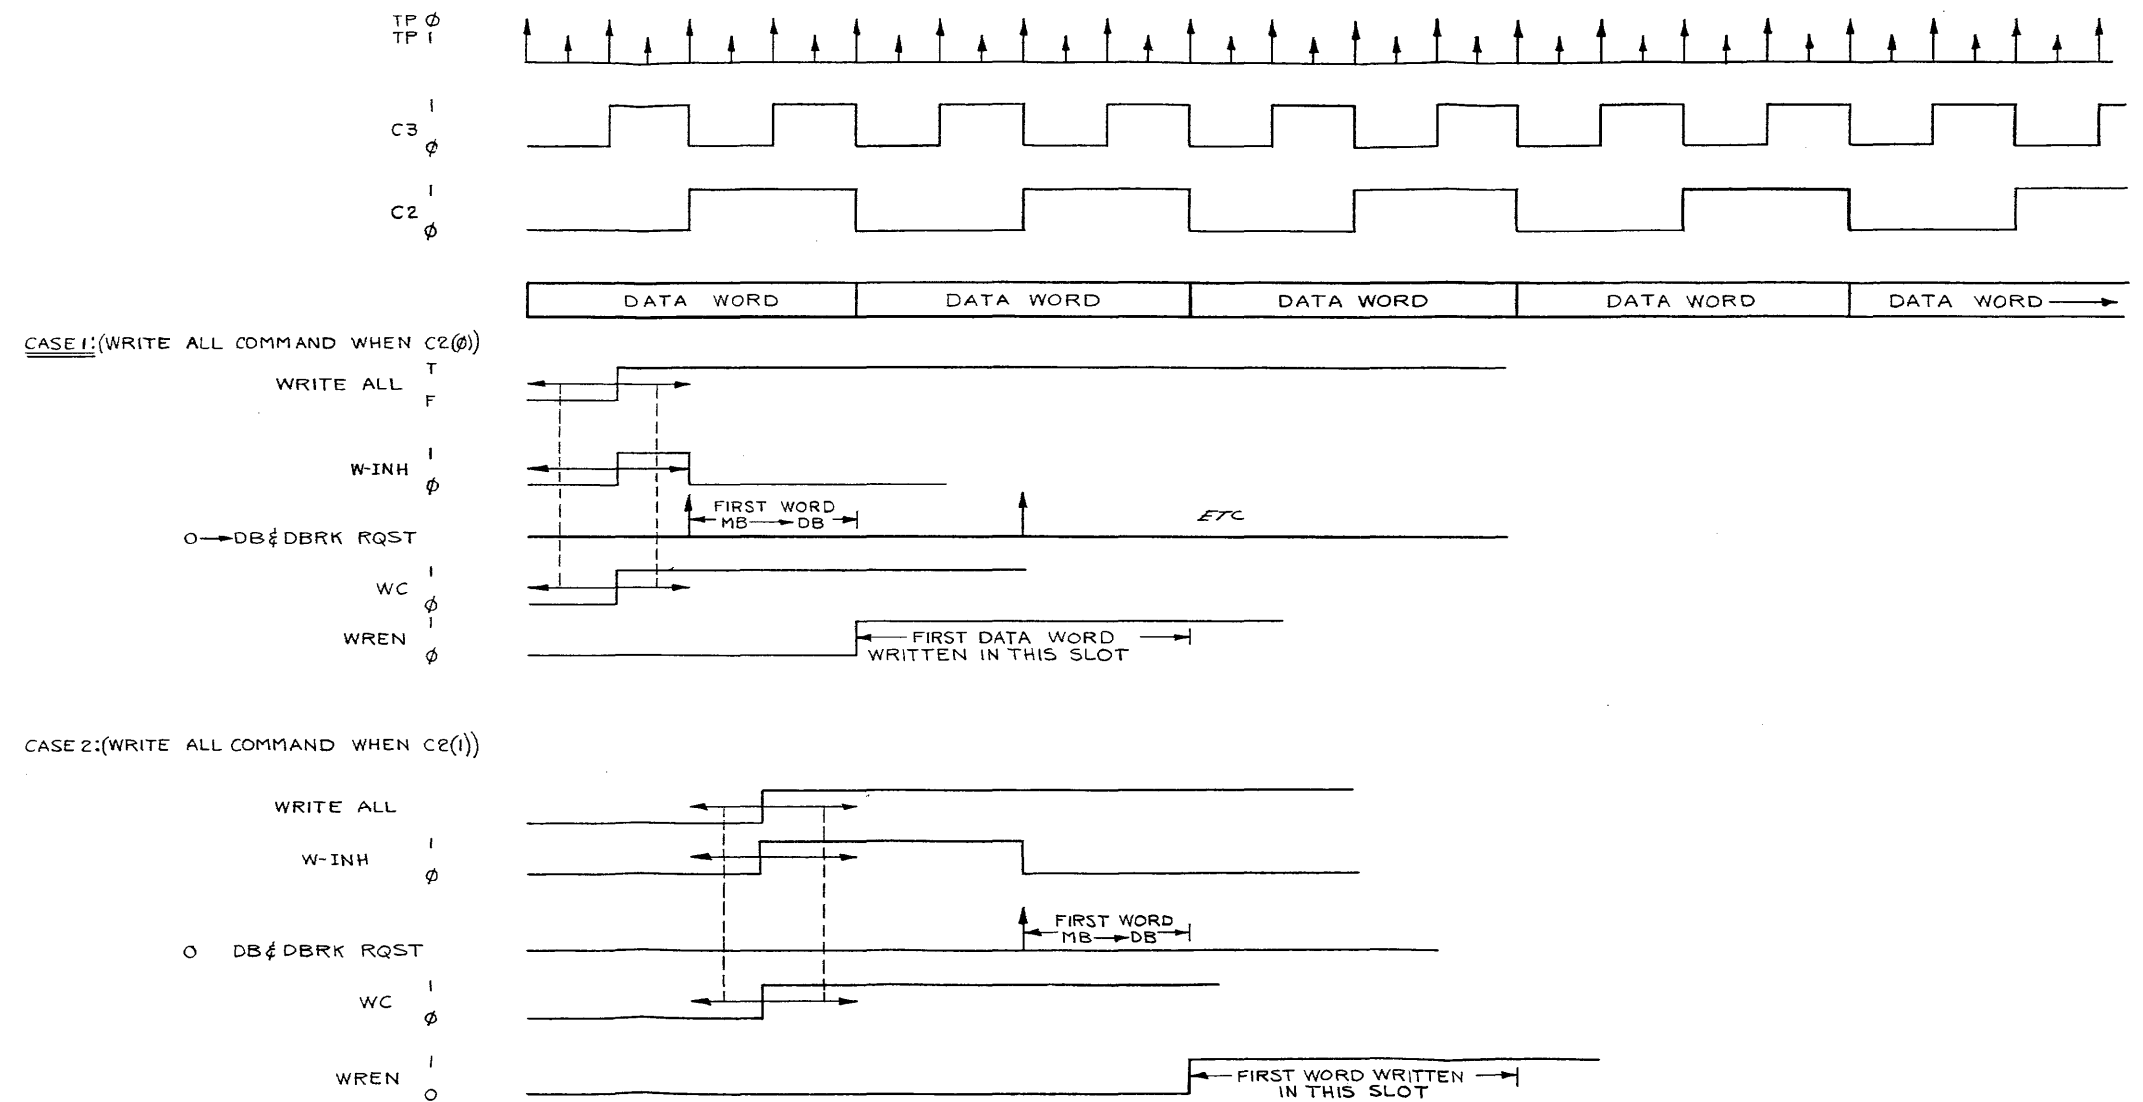 TP Ø
TP 1
1
C3
Ø
1
C2
Ø
DATA WORD DATA WORD DATA WORD DATA WORD DATA WORD →
CASE 1:(WRITE ALL COMMAND WHEN C2(Ø))
T
WRITE ALL
F
1
W-INH
Ø
FIRST WORD
MB → DB
ETC
O→DB & DBRK RQST
1
WC
Ø
1
WREN
Ø
FIRST DATA WORD
WRITTEN IN THIS SLOT
CASE 2:(WRITE ALL COMMAND WHEN C2(1))
WRITE ALL
1
W-INH
Ø
FIRST WORD
MB → DB
O DB & DBRK RQST
1
WC
Ø
1
WREN
O
FIRST WORD WRITTEN
IN THIS SLOT